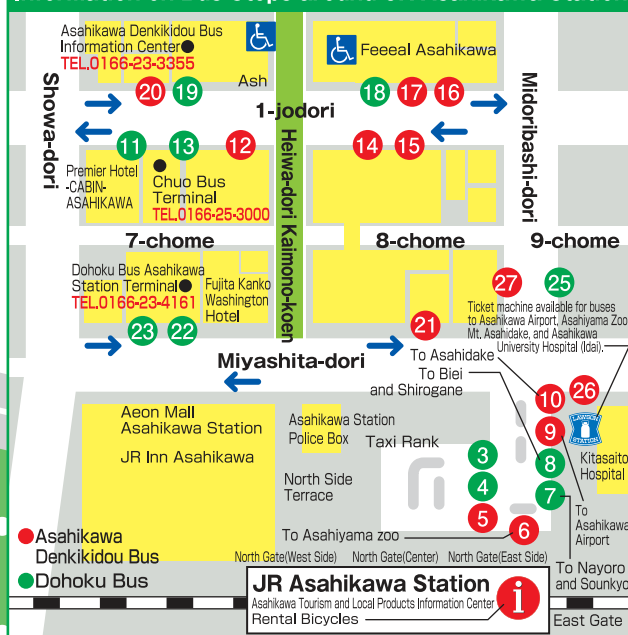 Asahikawa Denkikidou Bus
Information Center
TEL.0166-23-3355
Feeeal Asahikawa
Ash
20
19
18
17
16
1-jodori
Showa-dori
Heiwa-dori Kaimono-koen
Midoribashi-dori
11
13
12
14
15
Premier Hotel
-CABIN-
ASAHIKAWA
Chuo Bus
Terminal
TEL.0166-25-3000
7-chome
8-chome
9-chome
Dohoku Bus Asahikawa
Station Terminal
TEL.0166-23-4161
Fujita Kanko
Washington
Hotel
23
22
21
27
25
Ticket machine available for buses
to Asahikawa Airport, Asahiyama Zoo
Mt. Asahidake, and Asahikawa
University Hospital (Idai).
Miyashita-dori
To Asahidake
To Biei
and Shirogane
10
26
9
8
7
LAWSON
STATION
Kitasaito
Hospital
Aeon Mall
Asahikawa Station
JR Inn Asahikawa
Asahikawa Station
Police Box
Taxi Rank
North Side
Terrace
3
4
5
6
To
Asahikawa
Airport
To Asahiyama zoo
To Nayoro
and Sounkyo
Asahikawa
Denkikidou Bus
Dohoku Bus
North Gate(West Side)
North Gate(Center)
North Gate(East Side)
JR Asahikawa Station
Asahikawa Tourism and Local Products Information Center
Rental Bicycles
i
East Gate